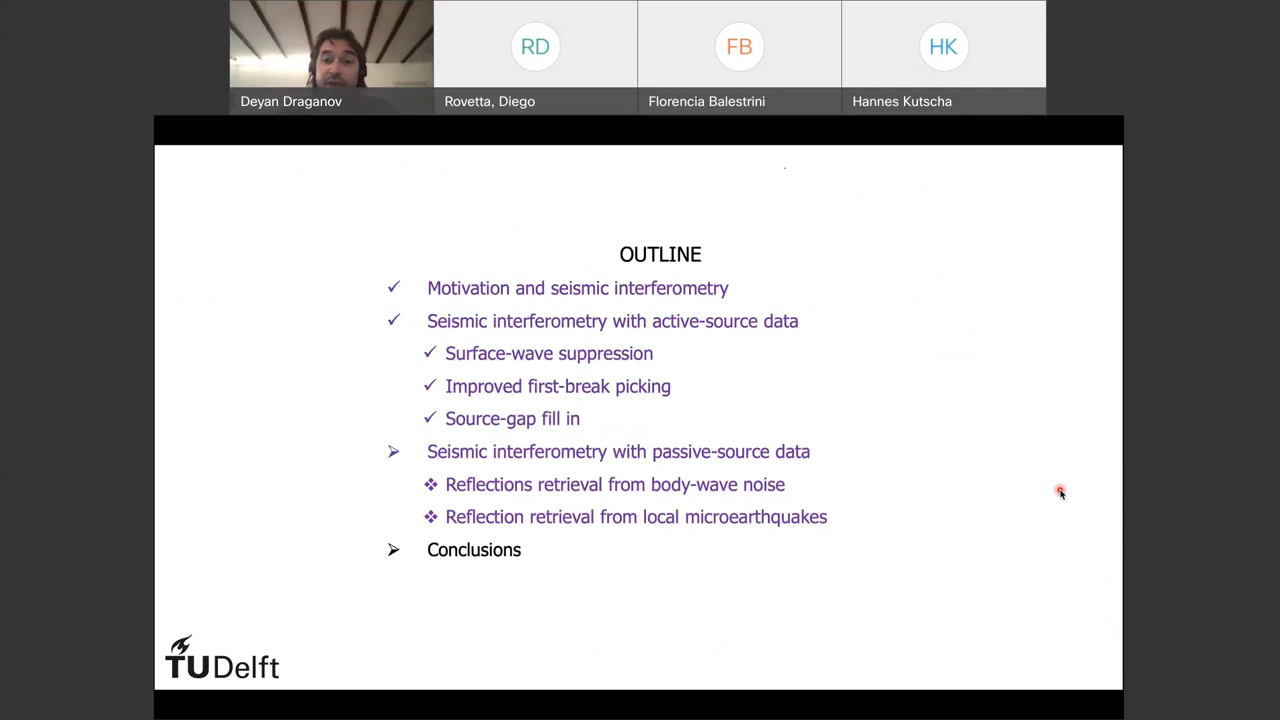 RD
FB
HK
Deyan Draganov
Rovetta, Diego
Florencia Balestrini
Hannes Kutscha
OUTLINE
✓ Motivation and seismic interferometry
✓ Seismic interferometry with active-source data
✓ Surface-wave suppression
✓ Improved first-break picking
✓ Source-gap fill in
➢ Seismic interferometry with passive-source data
❖ Reflections retrieval from body-wave noise
❖ Reflection retrieval from local microearthquakes
➢ Conclusions
TUDelft